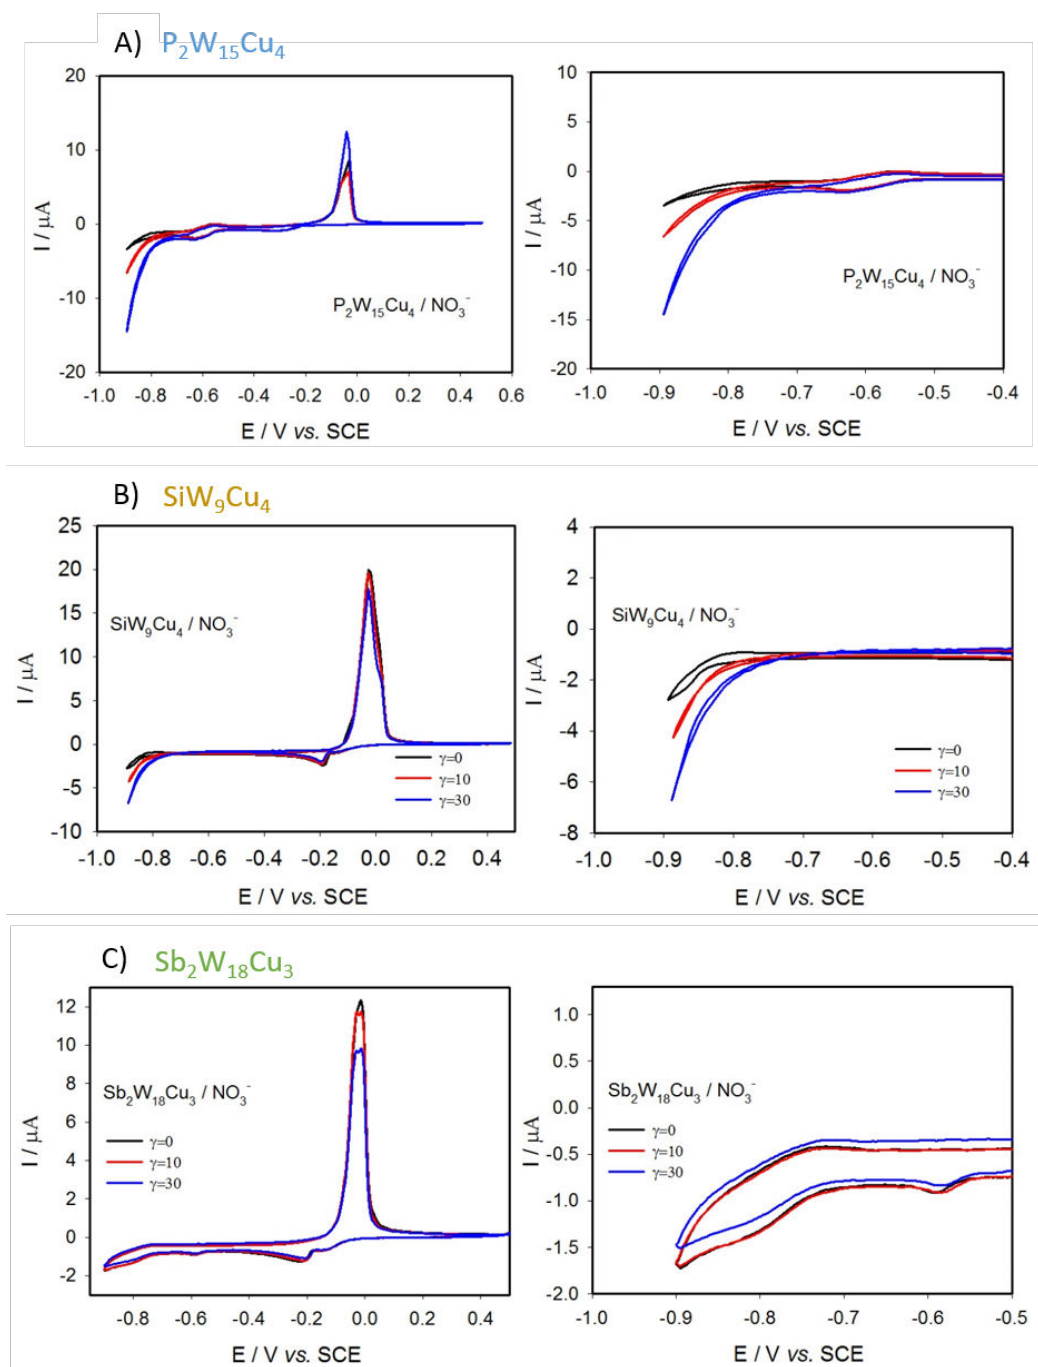 A) P₂W₁₅Cu₄
20
10
0
-10
-20
I / μA
P₂W₁₅Cu₄ / NO₃⁻
-1.0 -0.8 -0.6 -0.4 -0.2 0.0 0.2 0.4 0.6
E / V vs. SCE
10
5
0
-5
-10
-15
-20
I / μA
P₂W₁₅Cu₄ / NO₃⁻
-1.0 -0.9 -0.8 -0.7 -0.6 -0.5 -0.4
E / V vs. SCE
B) SiW₉Cu₄
25
20
15
10
5
0
-5
-10
I / μA
SiW₉Cu₄ / NO₃⁻
γ=0
γ=10
γ=30
-1.0 -0.8 -0.6 -0.4 -0.2 0.0 0.2 0.4
E / V vs. SCE
4
2
0
-2
-4
-6
-8
I / μA
SiW₉Cu₄ / NO₃⁻
γ=0
γ=10
γ=30
-1.0 -0.9 -0.8 -0.7 -0.6 -0.5 -0.4
E / V vs. SCE
C) Sb₂W₁₈Cu₃
12
10
8
6
4
2
0
-2
I / μA
Sb₂W₁₈Cu₃ / NO₃⁻
γ=0
γ=10
γ=30
-0.8 -0.6 -0.4 -0.2 0.0 0.2 0.4
E / V vs. SCE
1.0
0.5
0.0
-0.5
-1.0
-1.5
-2.0
I / μA
Sb₂W₁₈Cu₃ / NO₃⁻
γ=0
γ=10
γ=30
-1.0 -0.9 -0.8 -0.7 -0.6 -0.5
E / V vs. SCE